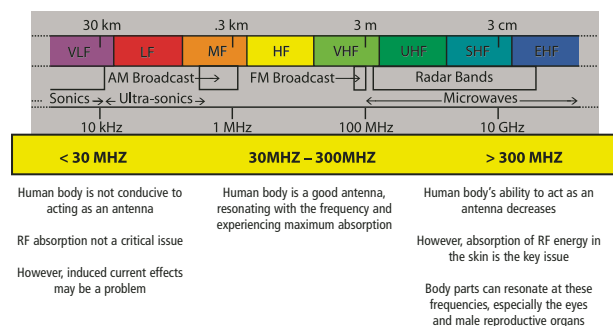 30 km .3 km 3 m 3 cm
VLF LF MF HF VHF UHF SHF EHF
AM Broadcast FM Broadcast Radar Bands
Sonics Ultra-sonics Microwaves
10 kHz 1 MHz 100 MHz 10 GHz
< 30 MHZ 30MHZ – 300MHZ > 300 MHZ
Human body is not conducive to
acting as an antenna
RF absorption not a critical issue
However, induced current effects
may be a problem
Human body is a good antenna,
resonating with the frequency and
experiencing maximum absorption
Human body's ability to act as an
antenna decreases
However, absorption of RF energy in
the skin is the key issue
Body parts can resonate at these
frequencies, especially the eyes
and male reproductive organs